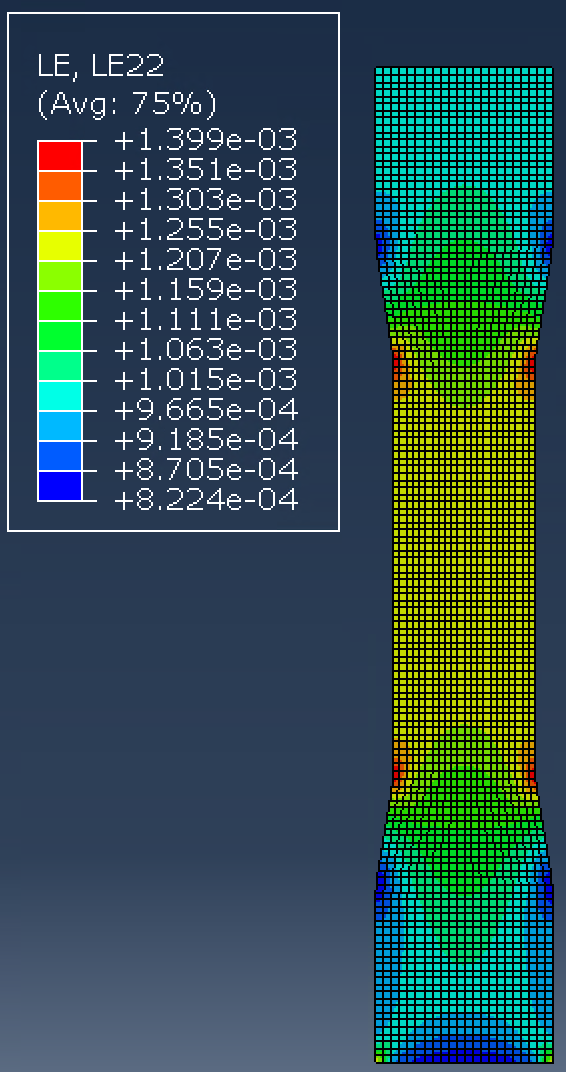 LE, LE22
(Avg: 75%)
+1.399e-03
+1.351e-03
+1.303e-03
+1.255e-03
+1.207e-03
+1.159e-03
+1.111e-03
+1.063e-03
+1.015e-03
+9.665e-04
+9.185e-04
+8.705e-04
+8.224e-04